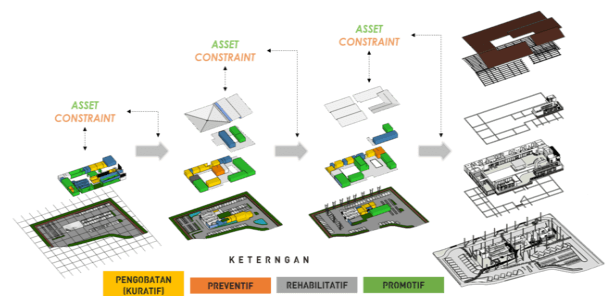 ASSET
CONSTRAINT
ASSET
CONSTRAINT
ASSET
CONSTRAINT
KETERNGAN
PENGOBATAN
(KURATIF)
PREVENTIF
REHABILITATIF
PROMOTIF